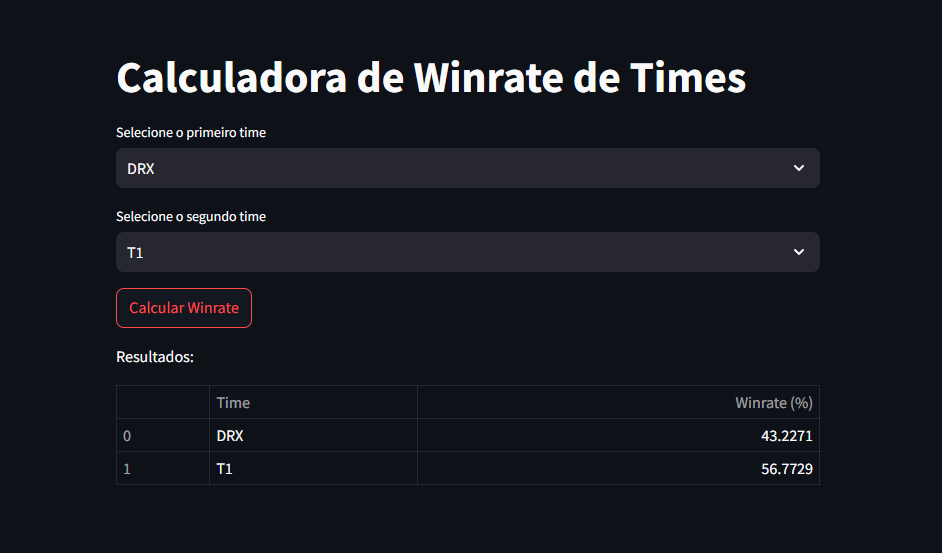 Calculadora de Winrate de Times
Selecione o primeiro time
DRX
Selecione o segundo time
T1
Calcular Winrate
Resultados:
Time Winrate (%)
0 DRX 43.2271
1 T1 56.7729